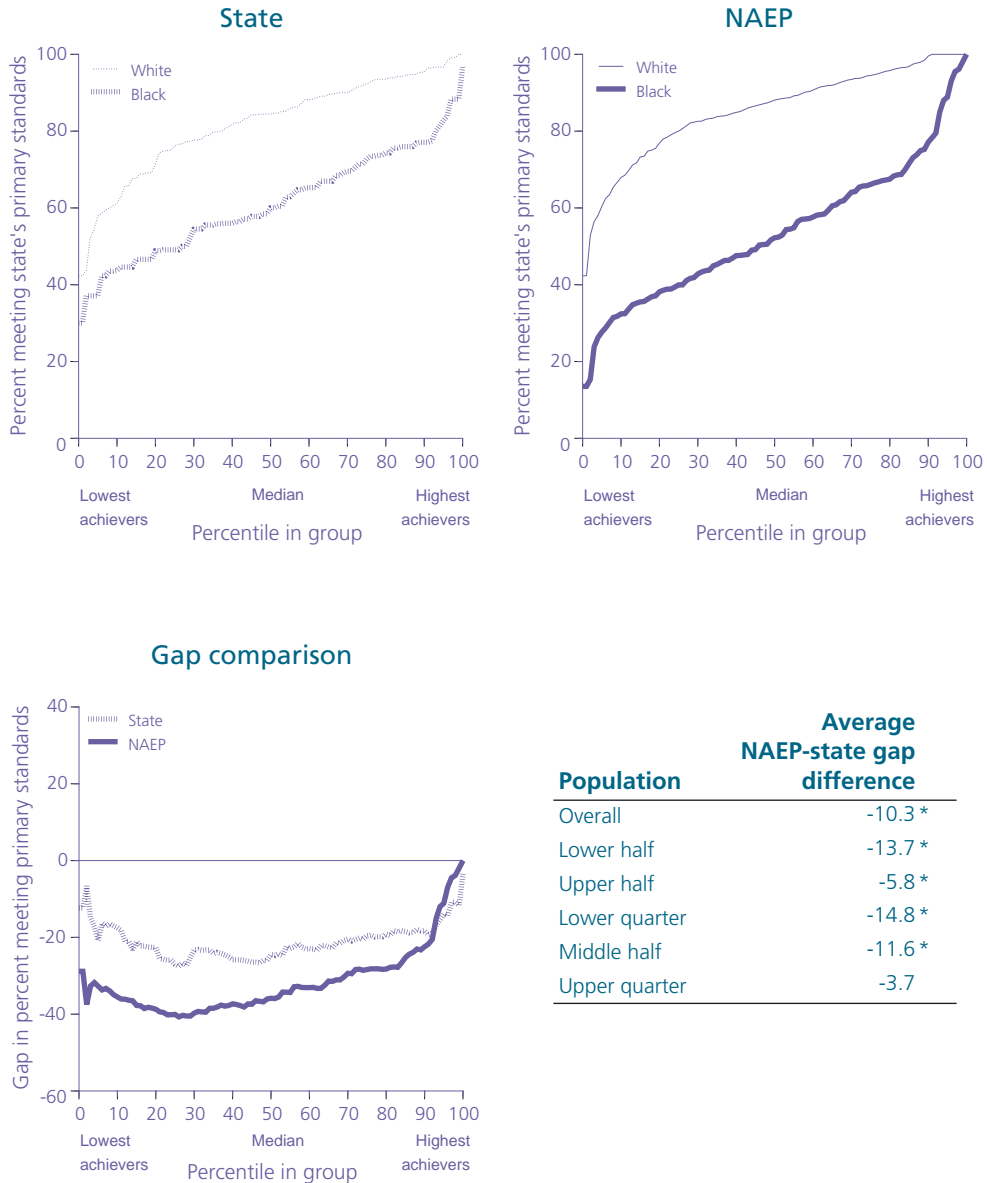 State
Percent meeting state's primary standards
100
80
60
40
20
0
White
Black
0 10 20 30 40 50 60 70 80 90 100
Lowest achievers
Median
Highest achievers
Percentile in group
NAEP
Percent meeting state's primary standards
100
80
60
40
20
0
White
Black
0 10 20 30 40 50 60 70 80 90 100
Lowest achievers
Median
Highest achievers
Percentile in group
Gap comparison
Gap in percent meeting primary standards
40
20
0
-20
-40
-60
State
NAEP
0 10 20 30 40 50 60 70 80 90 100
Lowest achievers
Median
Highest achievers
Percentile in group
Population Average NAEP-state gap difference
Overall -10.3 *
Lower half -13.7 *
Upper half -5.8 *
Lower quarter -14.8 *
Middle half -11.6 *
Upper quarter -3.7